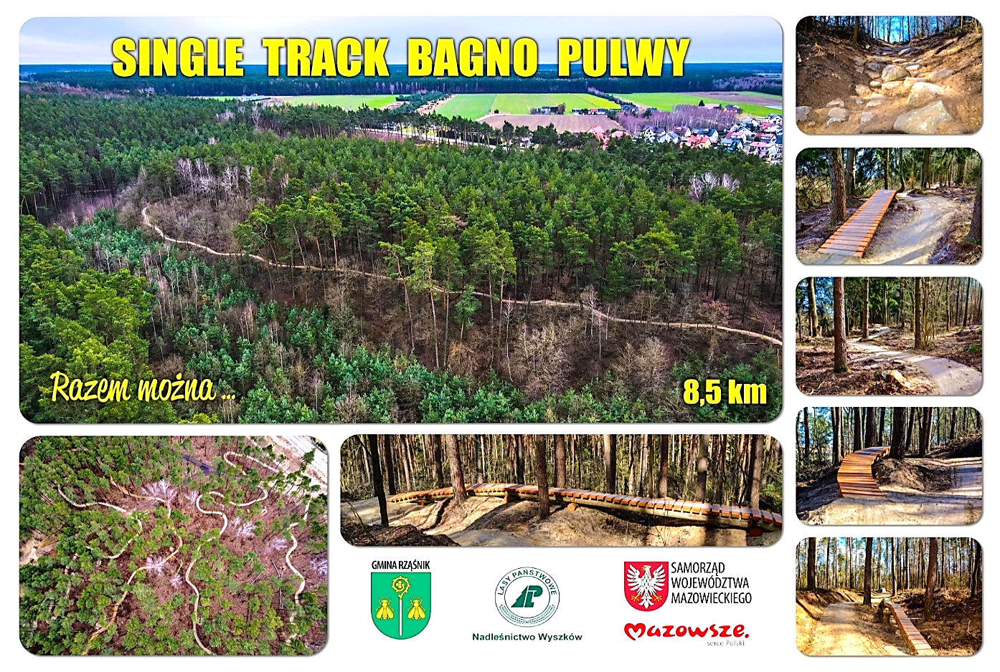 SINGLE TRACK BAGNO PULWY
Razem można ...
8,5 km
GMINA RZĄŚNIK
LASY PAŃSTWOWE
Nadleśnictwo Wyszków
SAMORZĄD
WOJEWÓDZTWA
MAZOWIECKIEGO
Mazowsze.
serce Polski